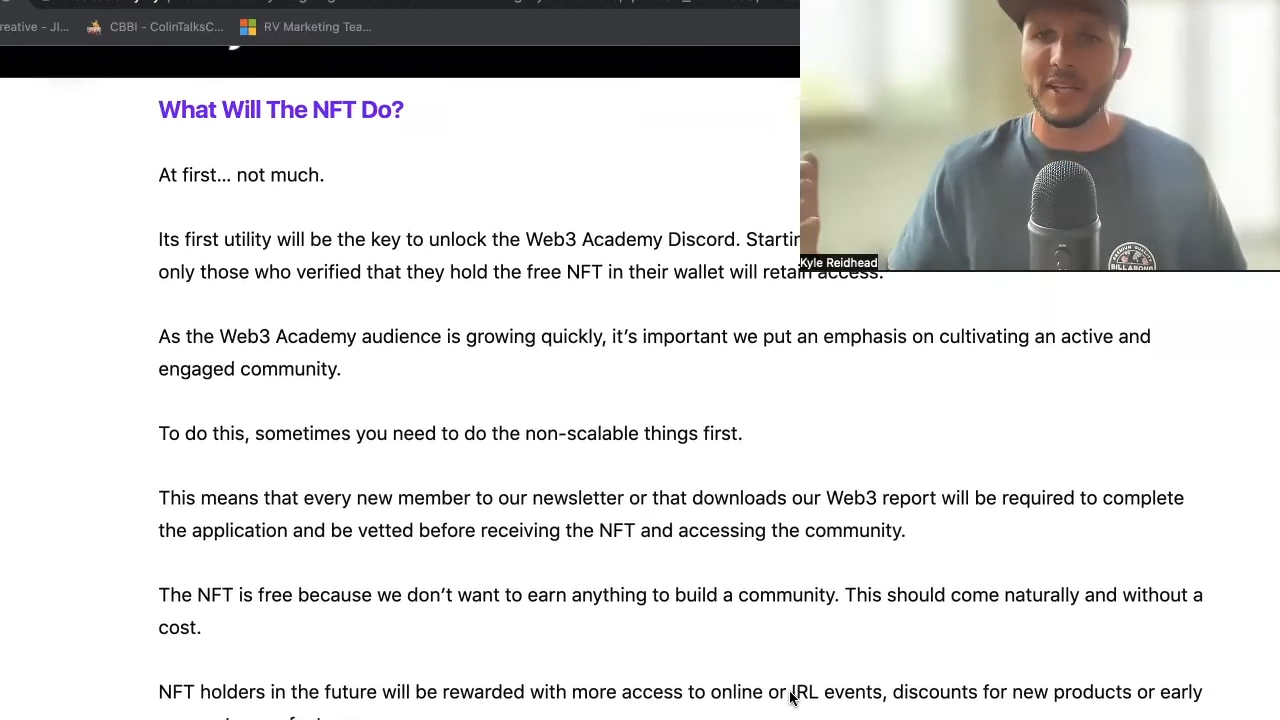 reative - JI...
CBBI - ColinTalksC...
RV Marketing Tea...
What Will The NFT Do?
At first... not much.
Its first utility will be the key to unlock the Web3 Academy Discord.
only those who verified that they hold the free NFT in their wallet will retain access.
As the Web3 Academy audience is growing quickly, it’s important we put an emphasis on cultivating an active and
engaged community.
To do this, sometimes you need to do the non-scalable things first.
This means that every new member to our newsletter or that downloads our Web3 report will be required to complete
the application and be vetted before receiving the NFT and accessing the community.
The NFT is free because we don’t want to earn anything to build a community. This should come naturally and without a
cost.
NFT holders in the future will be rewarded with more access to online or IRL events, discounts for new products or early
Kyle Reidhead
BILLABONG